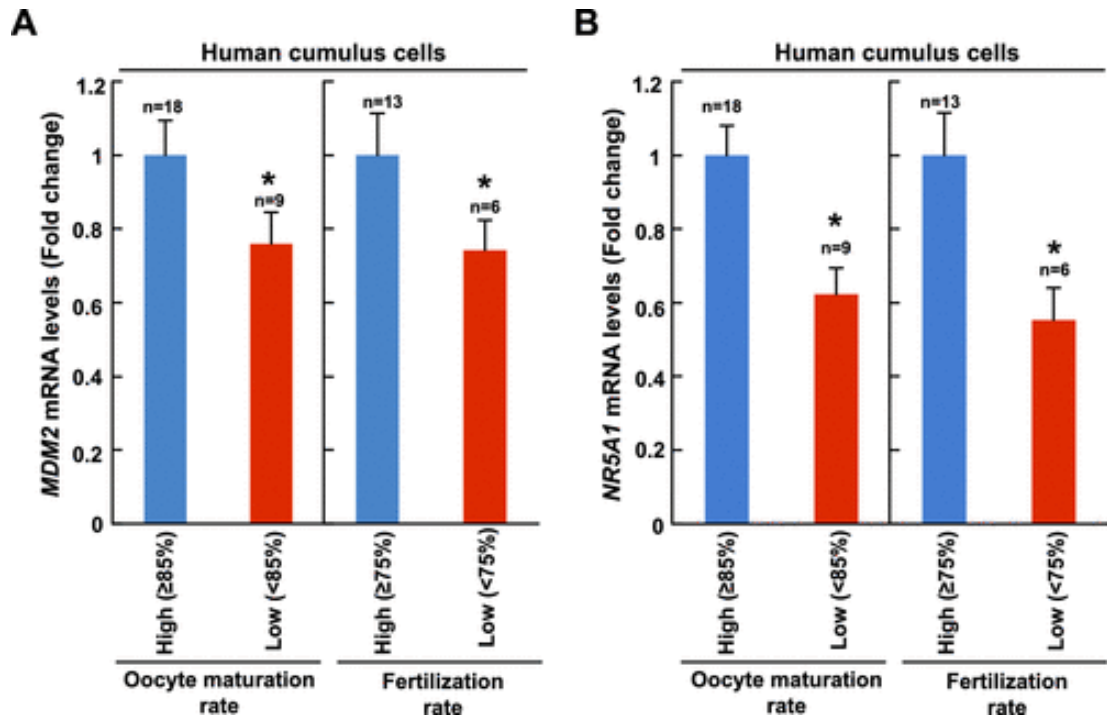 A
Human cumulus cells
MDM2 mRNA levels (Fold change)
1.2
1
0.8
0.6
0.4
0.2
0
n=18
*
n=9
n=13
*
n=6
High (≥85%)
Low (<85%)
High (≥75%)
Low (<75%)
Oocyte maturation
rate
Fertilization
rate
B
Human cumulus cells
NR5A1 mRNA levels (Fold change)
1.2
1
0.8
0.6
0.4
0.2
0
n=18
*
n=9
n=13
*
n=6
High (≥85%)
Low (<85%)
High (≥75%)
Low (<75%)
Oocyte maturation
rate
Fertilization
rate